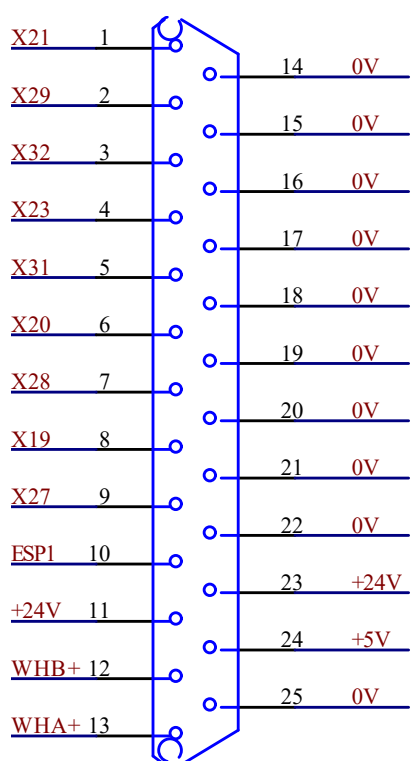 X21 1
14 0V
X29 2
15 0V
X32 3
16 0V
X23 4
17 0V
X31 5
18 0V
X20 6
19 0V
X28 7
20 0V
X19 8
21 0V
X27 9
22 0V
ESP1 10
23 +24V
+24V 11
24 +5V
WHB+ 12
25 0V
WHA+ 13